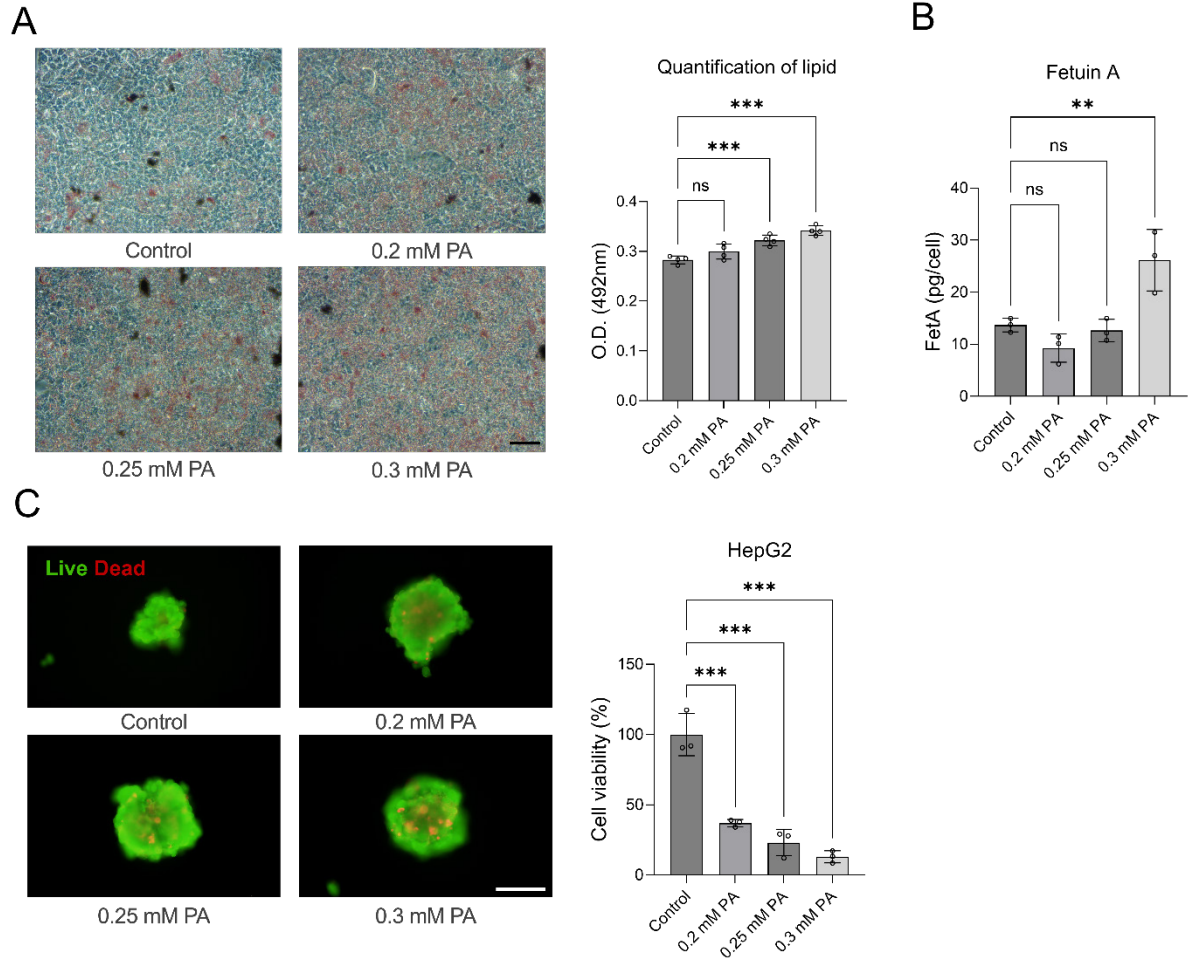 A
Control
0.2 mM PA
0.25 mM PA
0.3 mM PA
Quantification of lipid
***
***
ns
O.D. (492nm)
0.4
0.3
0.2
0.1
0.0
Control
0.2 mM PA
0.25 mM PA
0.3 mM PA
B
Fetuin A
**
ns
ns
FetA (pg/cell)
40
30
20
10
0
Control
0.2 mM PA
0.25 mM PA
0.3 mM PA
C
Live Dead
Control
0.2 mM PA
0.25 mM PA
0.3 mM PA
HepG2
***
***
***
Cell viability (%)
150
100
50
0
Control
0.2 mM PA
0.25 mM PA
0.3 mM PA